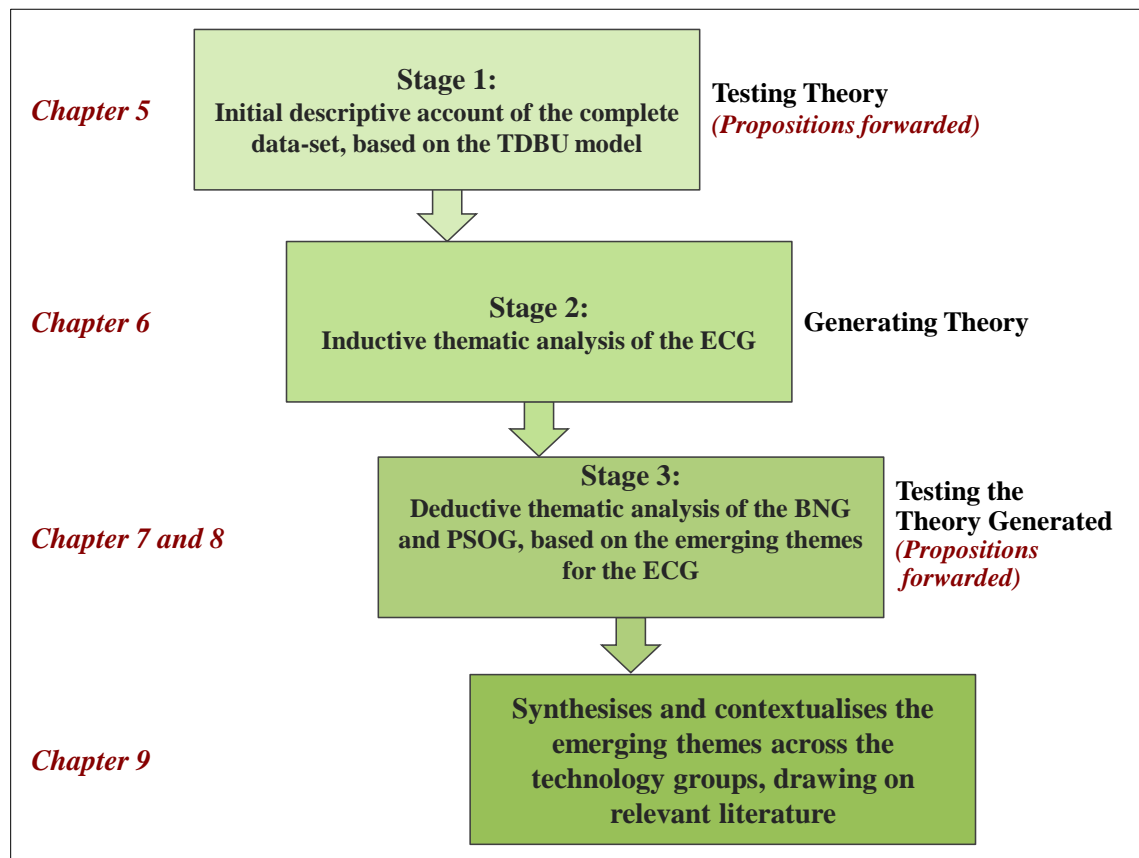 Chapter 5
Stage 1:
Initial descriptive account of the complete
data-set, based on the TDBU model
Testing Theory
(Propositions forwarded)
Chapter 6
Stage 2:
Inductive thematic analysis of the ECG
Generating Theory
Chapter 7 and 8
Stage 3:
Deductive thematic analysis of the BNG
and PSOG, based on the emerging themes
for the ECG
Testing the
Theory Generated
(Propositions
forwarded)
Chapter 9
Synthesises and contextualises the
emerging themes across the
technology groups, drawing on
relevant literature